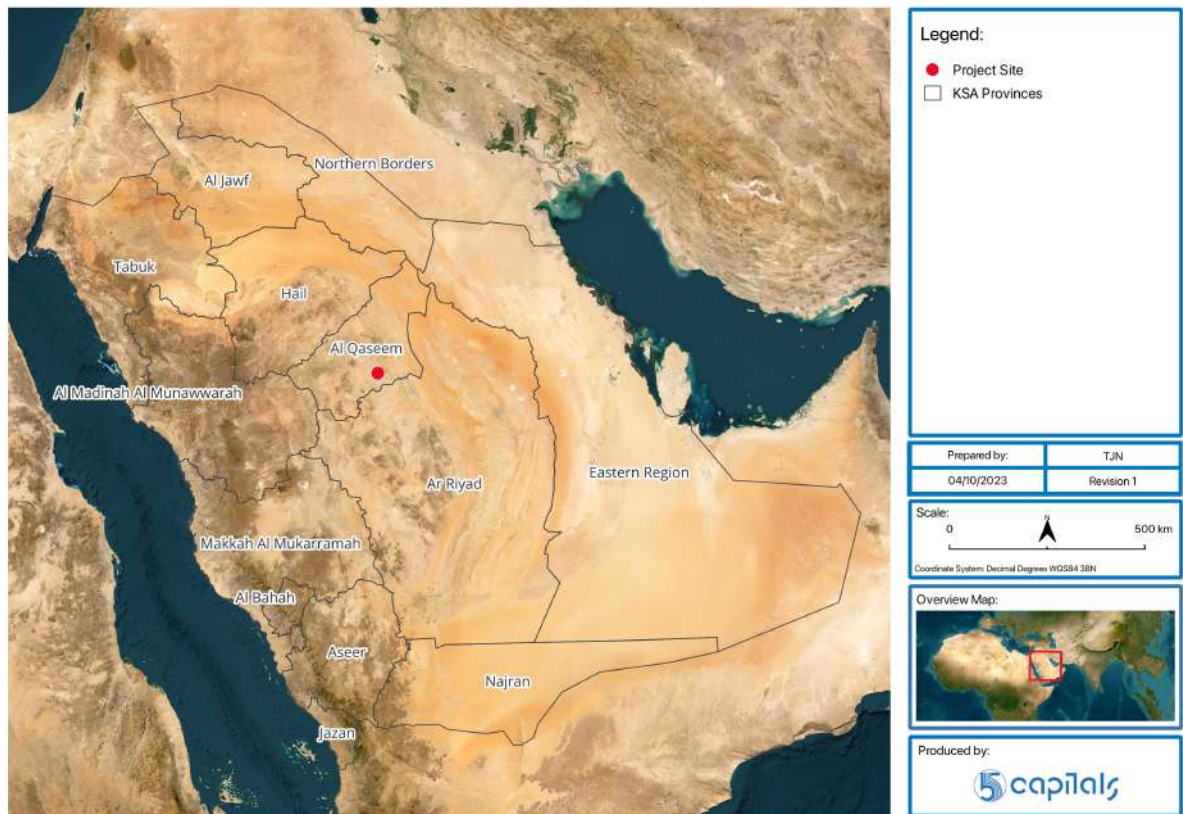 Northern Borders
Al Jawf
Tabuk
Hail
Al Qaseem
Al Madinah Al Munawwarah
Eastern Region
Ar Riyad
Makkah Al Mukarramah
Al Bahah
Aseer
Najran
Jazan
Legend:
Project Site
KSA Provinces
Prepared by: TJN
04/10/2023 Revision 1
Scale:
N
0 500 km
Coordinate System: Decimal Degrees WGS84 38N
Overview Map:
Produced by:
5 capitals